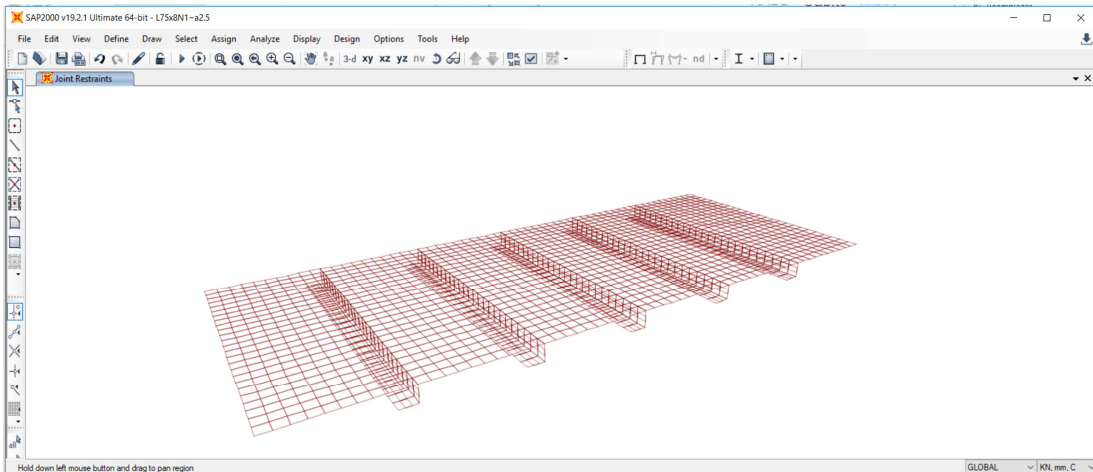 SAP2000 v19.2.1 Ultimate 64-bit - L75x8N1~a2.5
File Edit View Define Draw Select Assign Analyze Display Design Options Tools Help
3-d xy xz yz nv nd
Joint Restraints
all
Hold down left mouse button and drag to pan region GLOBAL KN, mm, C